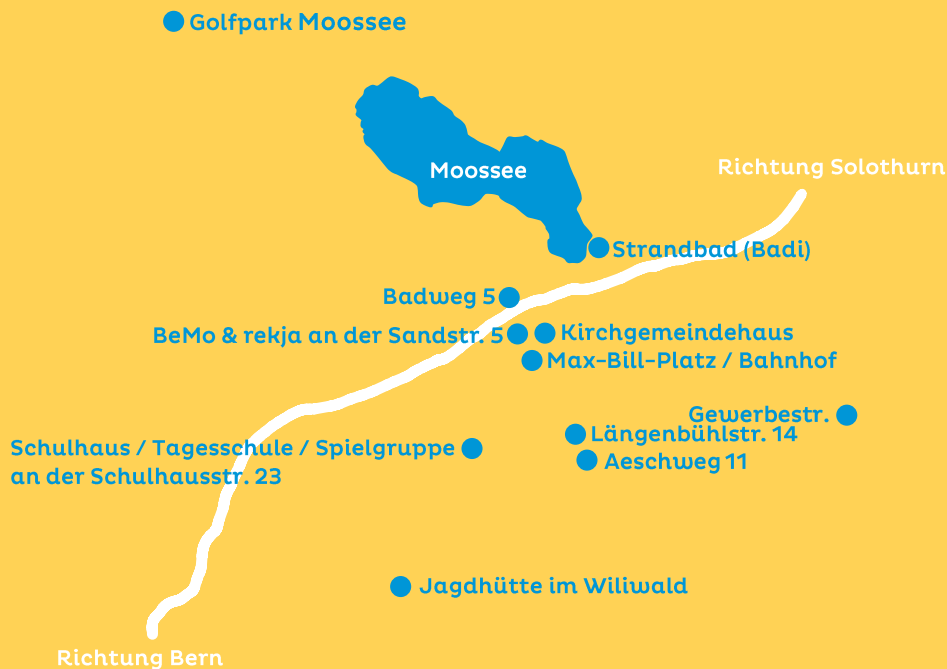 Golfpark Moossee
Moossee
Richtung Solothurn
Strandbad (Badi)
Badweg 5
BeMo & rekja an der Sandstr. 5
Kirchgemeindehaus
Max-Bill-Platz / Bahnhof
Gewerbestr.
Längenbühlstr. 14
Schulhaus / Tagesschule / Spielgruppe
an der Schulhausstr. 23
Aeschweg 11
Jagdhütte im Wiliwald
Richtung Bern